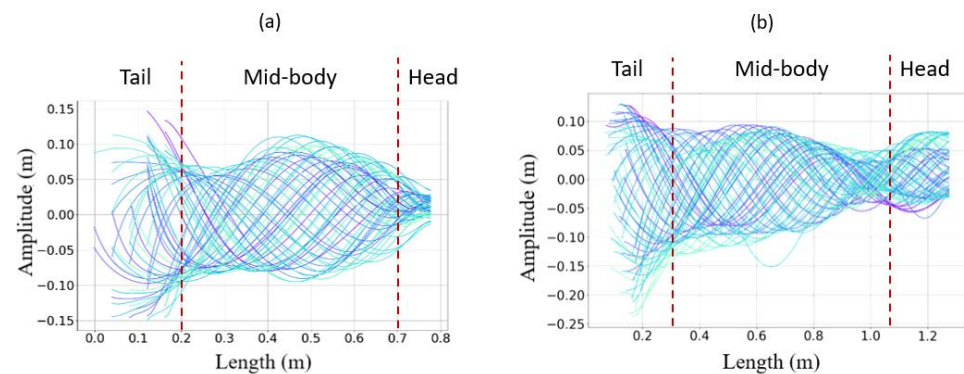 (a)
Tail Mid-body Head
0.15
0.10
0.05
0.00
−0.05
−0.10
−0.15
Amplitude (m)
0.0 0.1 0.2 0.3 0.4 0.5 0.6 0.7 0.8
Length (m)
(b)
Tail Mid-body Head
0.10
0.05
0.00
−0.05
−0.10
−0.15
−0.20
−0.25
Amplitude (m)
0.2 0.4 0.6 0.8 1.0 1.2
Length (m)